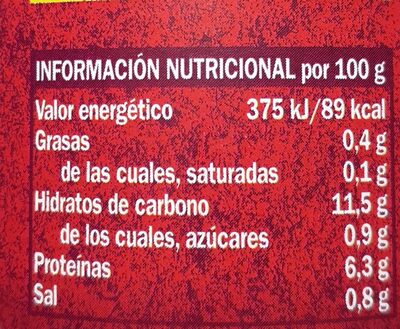 INFORMACIÓN NUTRICIONAL por 100 g
Valor energético 375 kJ/89 kcal
Grasas 0,4 g
de las cuales, saturadas 0,1 g
Hidratos de carbono 11,5 g
de los cuales, azúcares 0,9 g
Proteínas 6,3 g
Sal 0,8 g